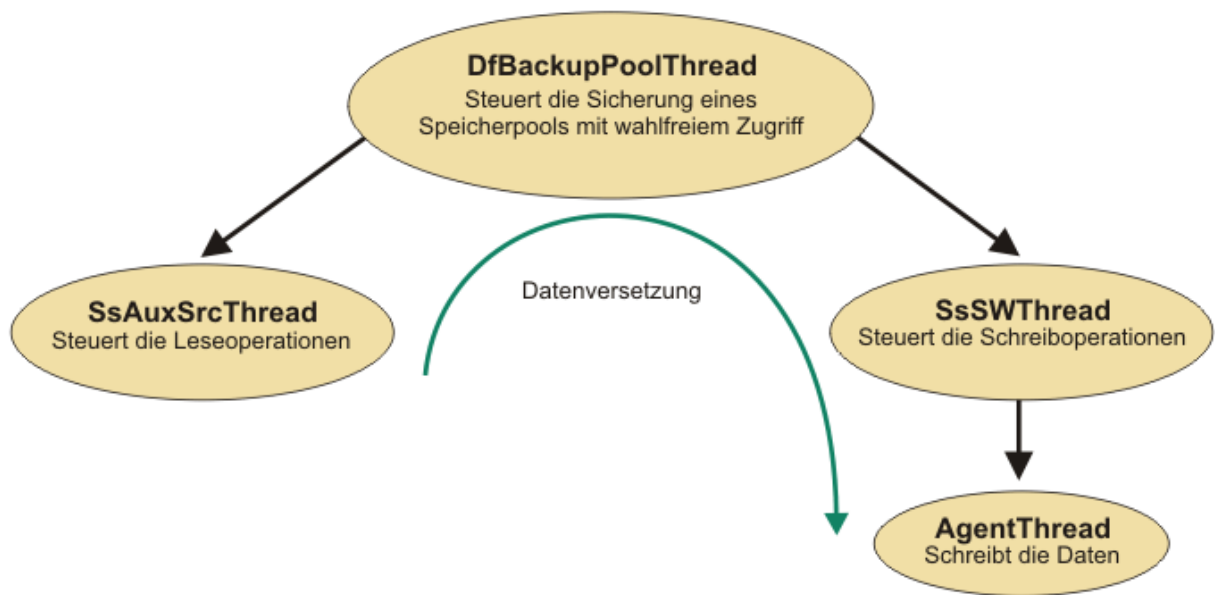 DfBackupPoolThread
Steuert die Sicherung eines
Speicherpools mit wahlfreiem Zugriff
Datenversetzung
SsAuxSrcThread
Steuert die Leseoperationen
SsSWThread
Steuert die Schreiboperationen
AgentThread
Schreibt die Daten